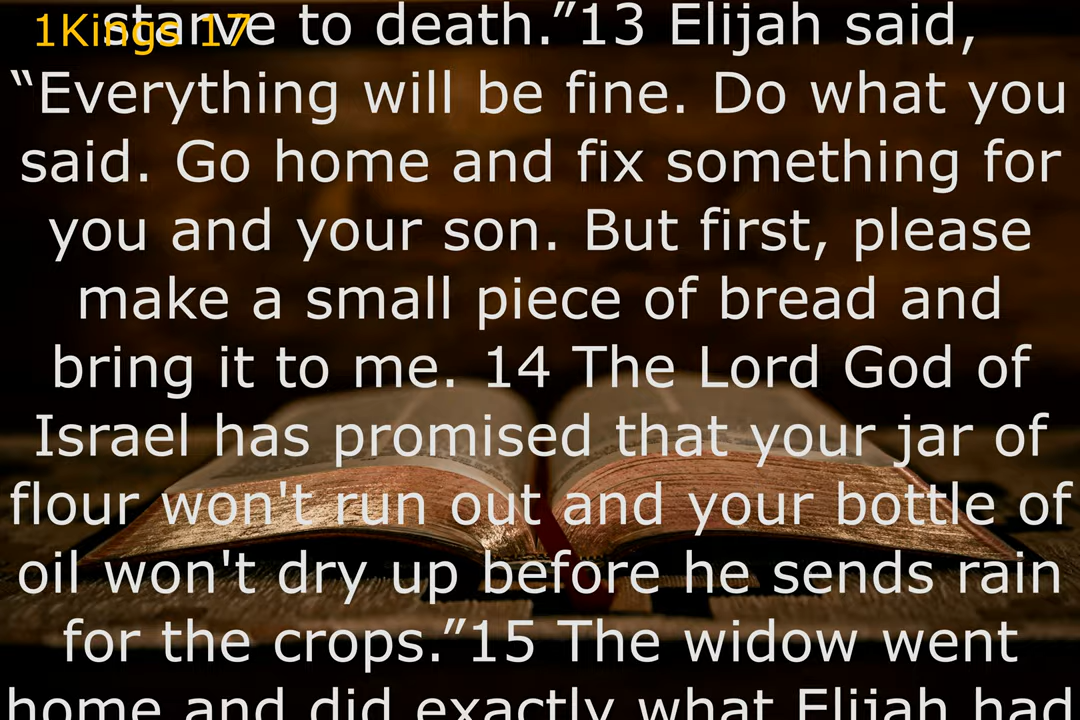 1Kings 17
starve to death.”13 Elijah said,
“Everything will be fine. Do what you
said. Go home and fix something for
you and your son. But first, please
make a small piece of bread and
bring it to me. 14 The Lord God of
Israel has promised that your jar of
flour won't run out and your bottle of
oil won't dry up before he sends rain
for the crops.”15 The widow went
home and did exactly what Elijah had